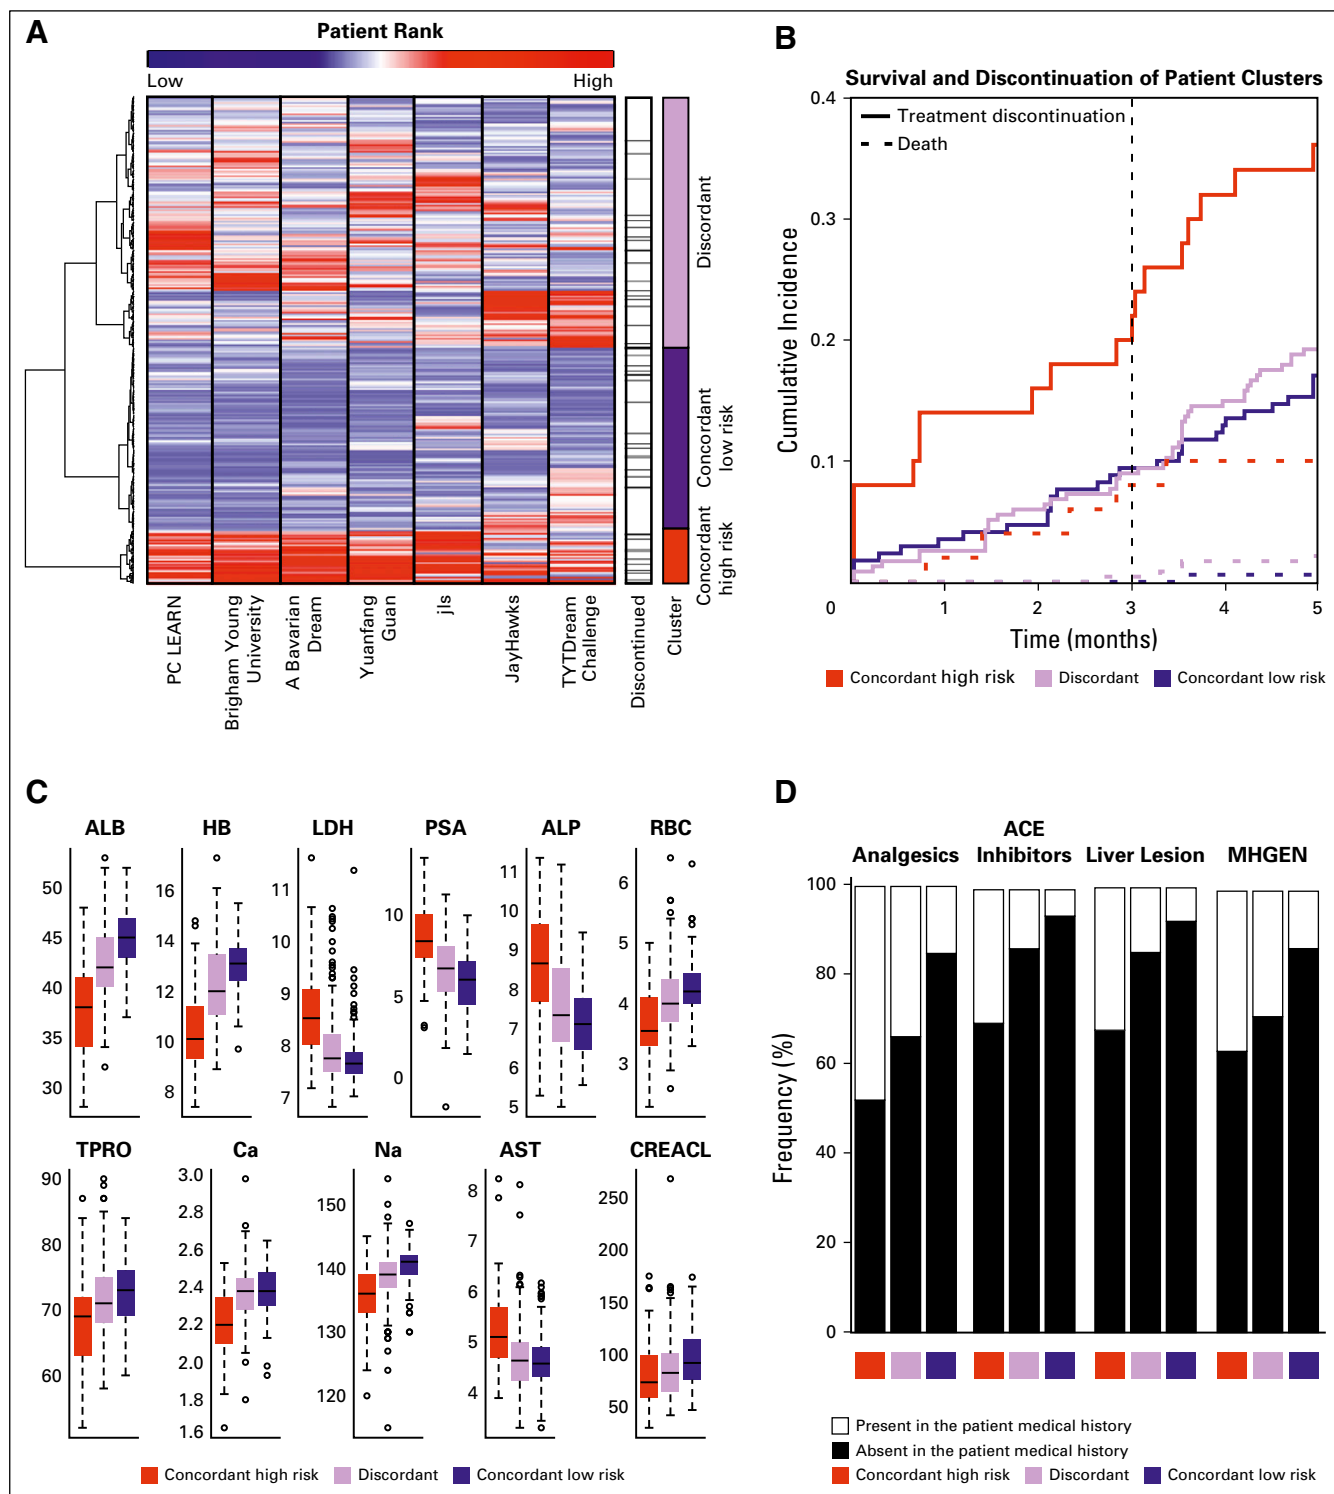 A
Patient Rank
Low
High
Discordant
Concordant
low risk
Concordant
high risk
PC LEARN
Brigham Young
University
A Bavarian
Dream
Yuanfang
Guan
jls
JayHawks
TYTDream
Challenge
Discontinued
Cluster
B
Survival and Discontinuation of Patient Clusters
Treatment discontinuation
Death
Cumulative Incidence
0.4
0.3
0.2
0.1
0
0 1 2 3 4 5
Time (months)
Concordant high risk
Discordant
Concordant low risk
C
ALB
50
45
40
35
30
HB
16
14
12
10
8
LDH
11
10
9
8
7
PSA
10
5
0
ALP
11
10
9
8
7
6
5
RBC
6
5
4
3
TPRO
90
80
70
60
Ca
3.0
2.8
2.6
2.4
2.2
2.0
1.8
1.6
Na
150
140
130
120
AST
8
7
6
5
4
CREACL
250
200
150
100
50
Concordant high risk
Discordant
Concordant low risk
D
Analgesics
ACE
Inhibitors
Liver Lesion
MHGEN
Frequency (%)
100
80
60
40
20
0
Present in the patient medical history
Absent in the patient medical history
Concordant high risk
Discordant
Concordant low risk